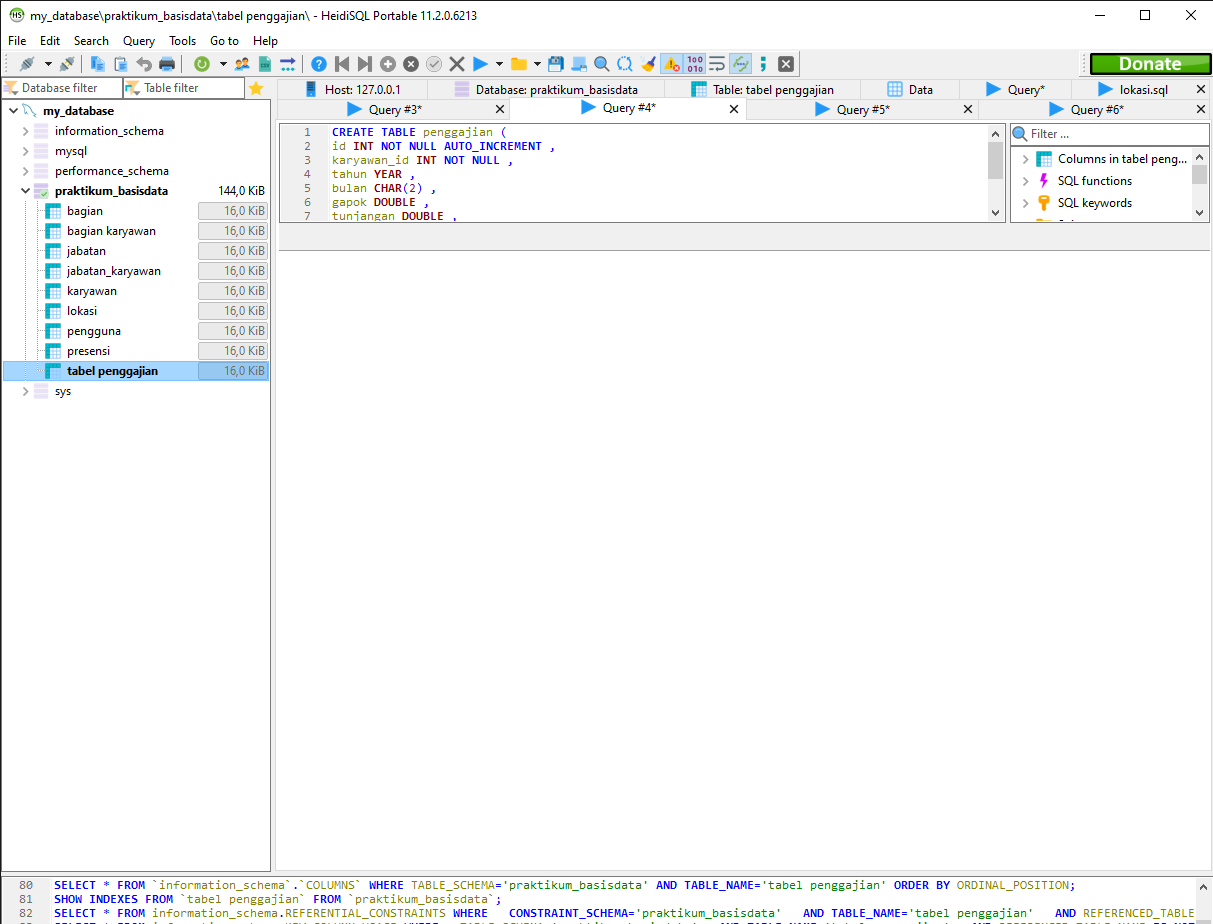 my_database\praktikum_basisdata\tabel penggajian\ - HeidiSQL Portable 11.2.0.6213
File Edit Search Query Tools Go to Help
Donate
Database filter Table filter
Host: 127.0.0.1 Database: praktikum_basisdata Table: tabel penggajian Data Query* lokasi.sql
Query #3* Query #4* Query #5* Query #6*
my_database
information_schema
mysql
performance_schema
praktikum_basisdata 144,0 KiB
bagian 16,0 KiB
bagian karyawan 16,0 KiB
jabatan 16,0 KiB
jabatan_karyawan 16,0 KiB
karyawan 16,0 KiB
lokasi 16,0 KiB
pengguna 16,0 KiB
presensi 16,0 KiB
tabel penggajian 16,0 KiB
sys
1 CREATE TABLE penggajian (
2 id INT NOT NULL AUTO_INCREMENT ,
3 karyawan_id INT NOT NULL ,
4 tahun YEAR ,
5 bulan CHAR(2) ,
6 gapok DOUBLE ,
7 tunjangan DOUBLE ,
Filter ...
Columns in tabel peng...
SQL functions
SQL keywords
80 SELECT * FROM `information_schema`.`COLUMNS` WHERE TABLE_SCHEMA='praktikum_basisdata' AND TABLE_NAME='tabel penggajian' ORDER BY ORDINAL_POSITION;
81 SHOW INDEXES FROM `tabel penggajian` FROM `praktikum_basisdata`;
82 SELECT * FROM information_schema.REFERENTIAL_CONSTRAINTS WHERE CONSTRAINT_SCHEMA='praktikum_basisdata' AND TABLE_NAME='tabel penggajian' AND REFERENCED_TABLE